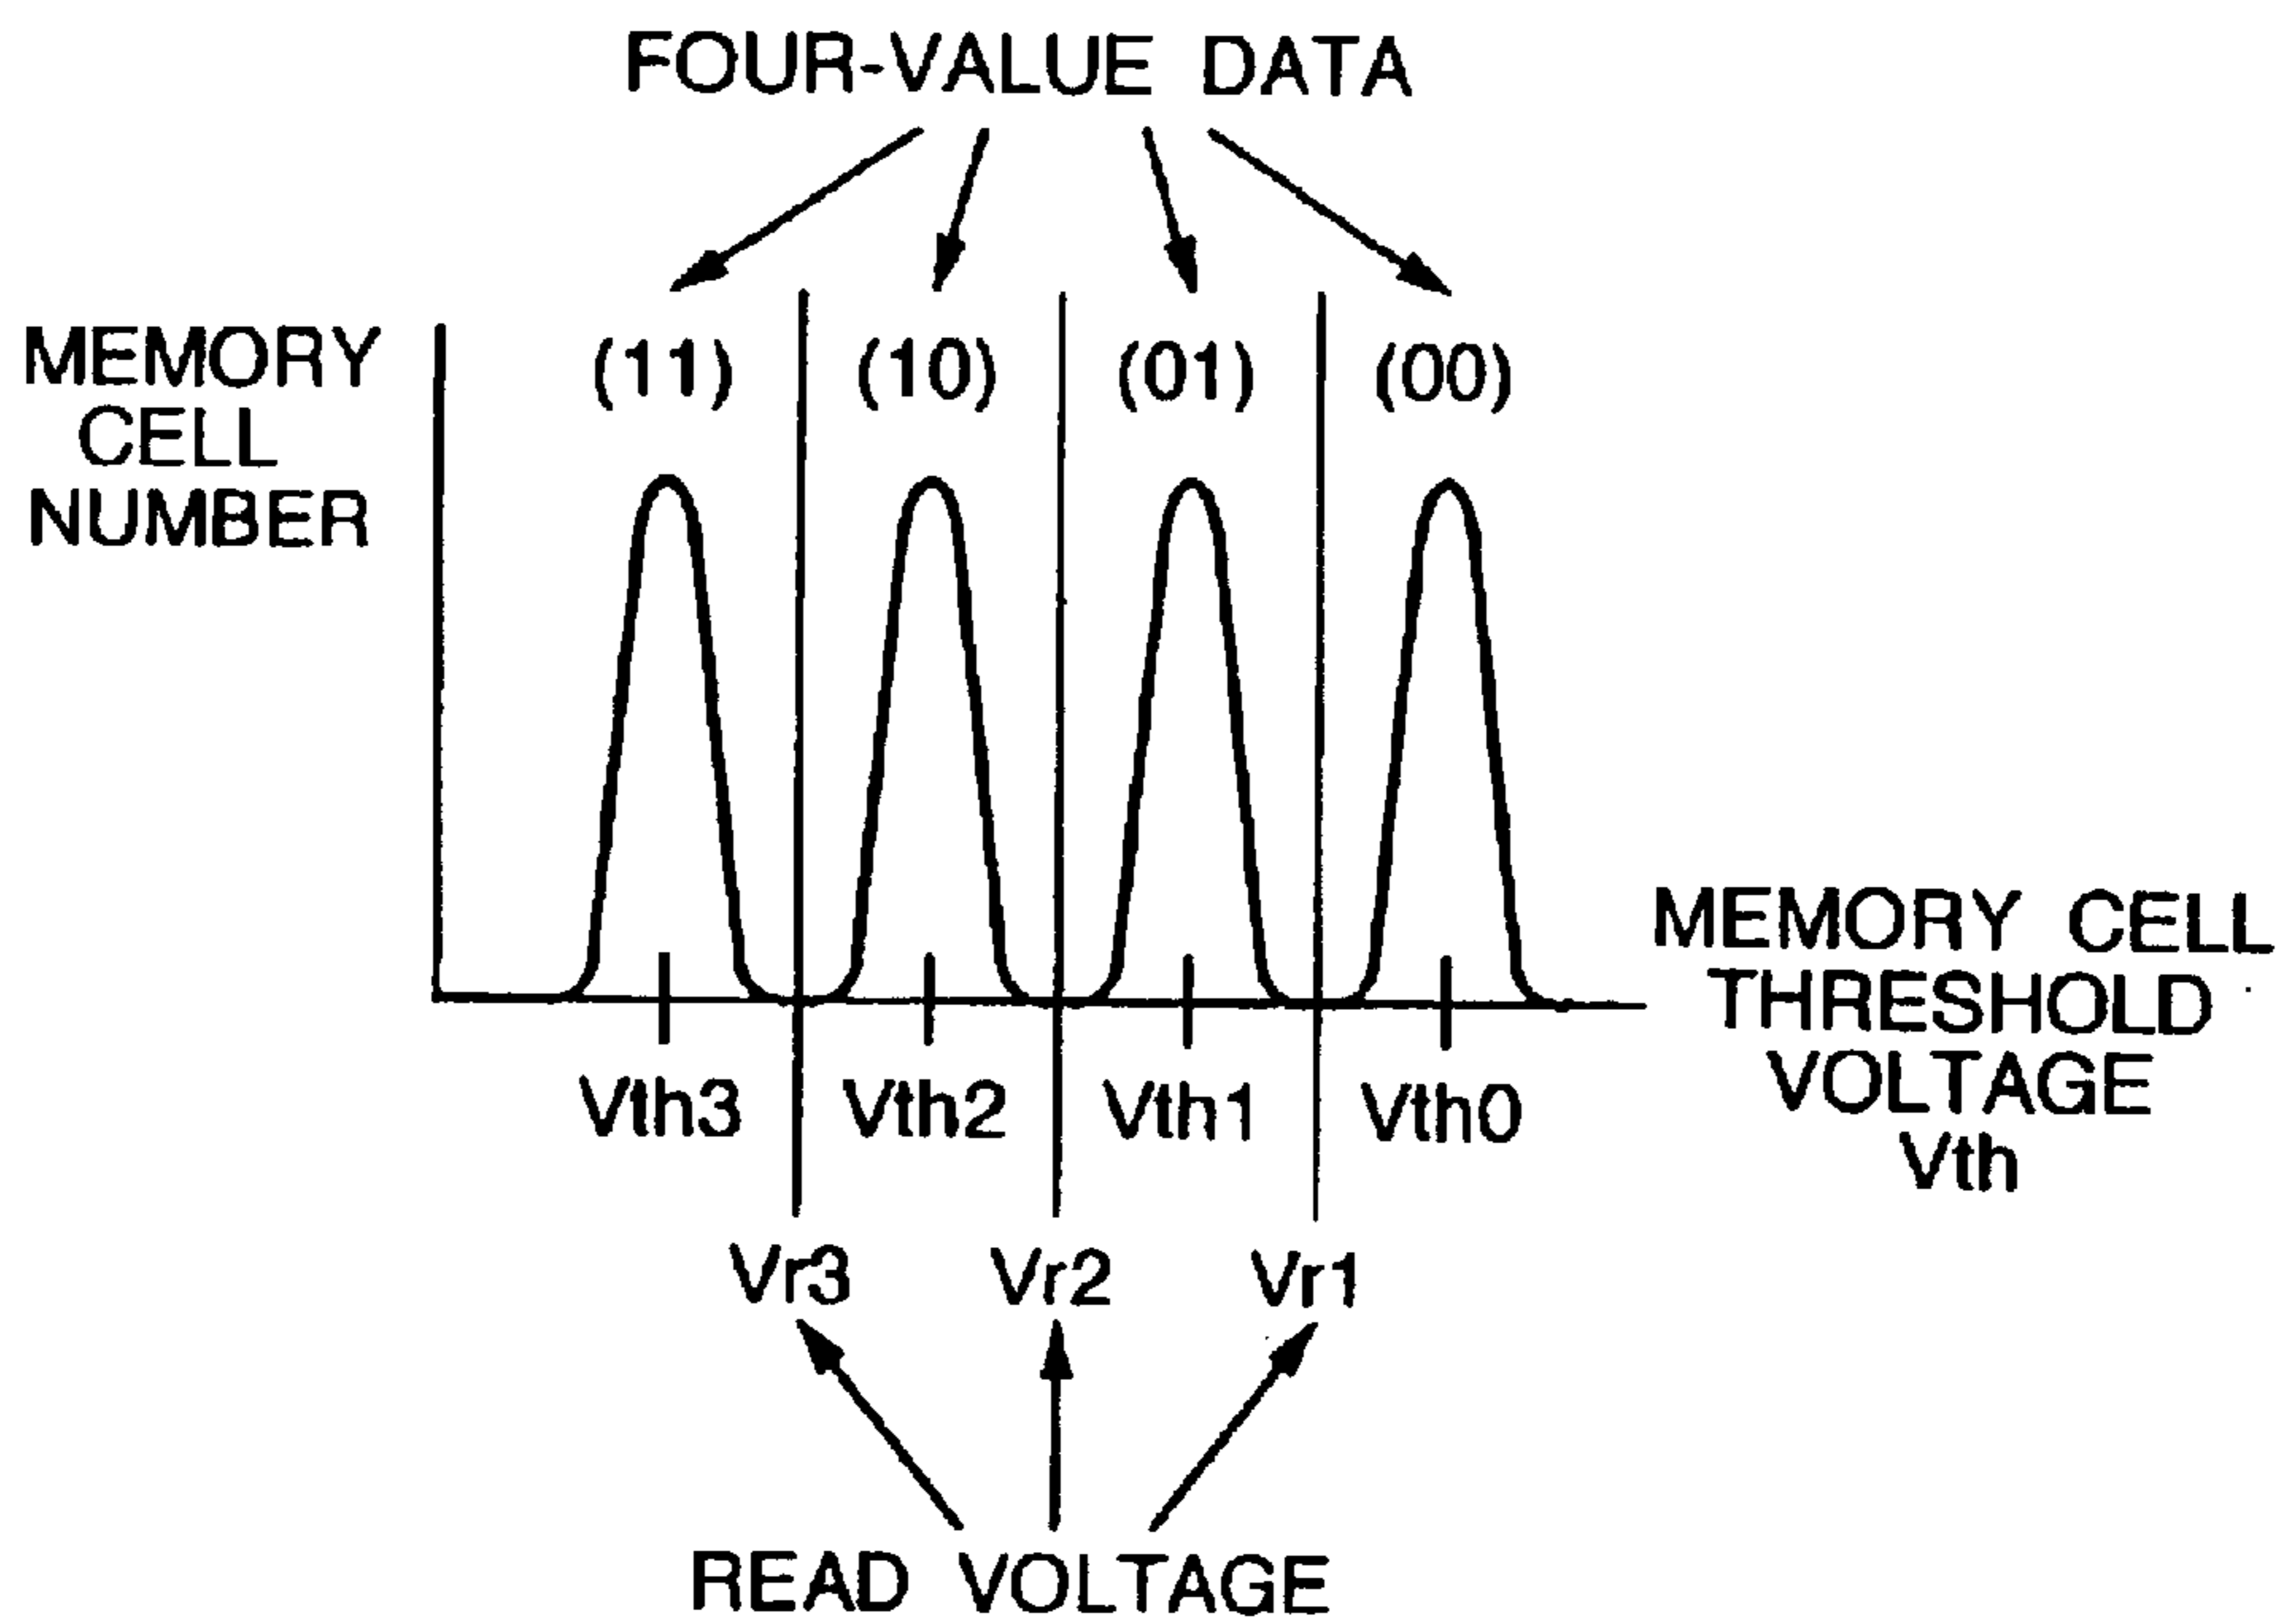 FOUR-VALUE DATA
MEMORY
CELL
NUMBER
(11) (10) (01) (00)
MEMORY CELL
THRESHOLD
VOLTAGE
Vth
Vth3 Vth2 Vth1 Vth0
Vr3 Vr2 Vr1
READ VOLTAGE